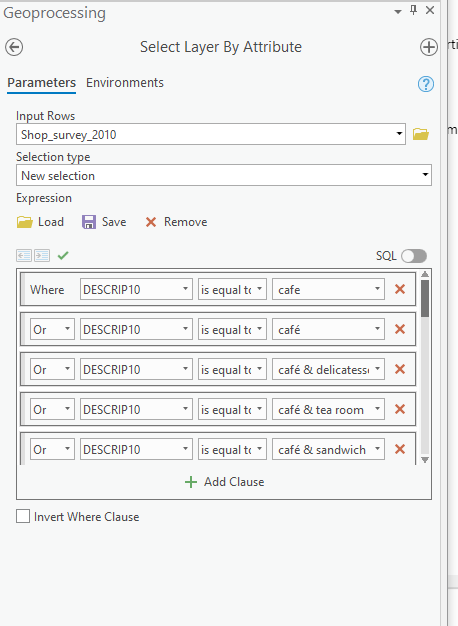 Geoprocessing
Select Layer By Attribute
Parameters Environments
Input Rows
Shop_survey_2010
Selection type
New selection
Expression
Load Save Remove
SQL
Where DESCRIP10 is equal to cafe
Or DESCRIP10 is equal to café
Or DESCRIP10 is equal to café & delicatess
Or DESCRIP10 is equal to café & tea room
Or DESCRIP10 is equal to café & sandwich
Add Clause
Invert Where Clause